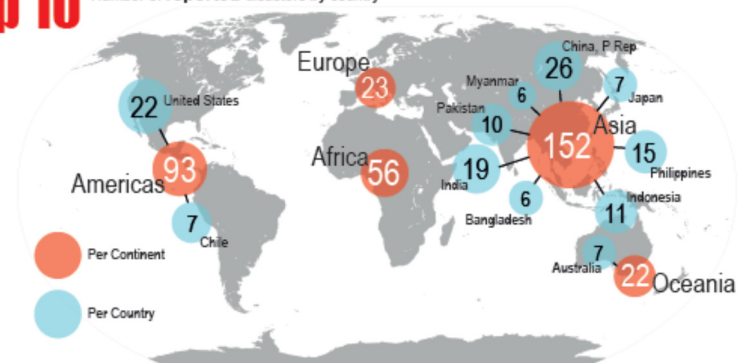 p 10
Europe
23
China, P Rep
26
Myanmar
6
7
Japan
22
United States
Pakistan
10
Asia
152
Africa
56
19
India
15
Philippines
93
Americas
6
Bangladesh
Indonesia
11
7
Chile
7
Australia
22
Oceania
Per Continent
Per Country